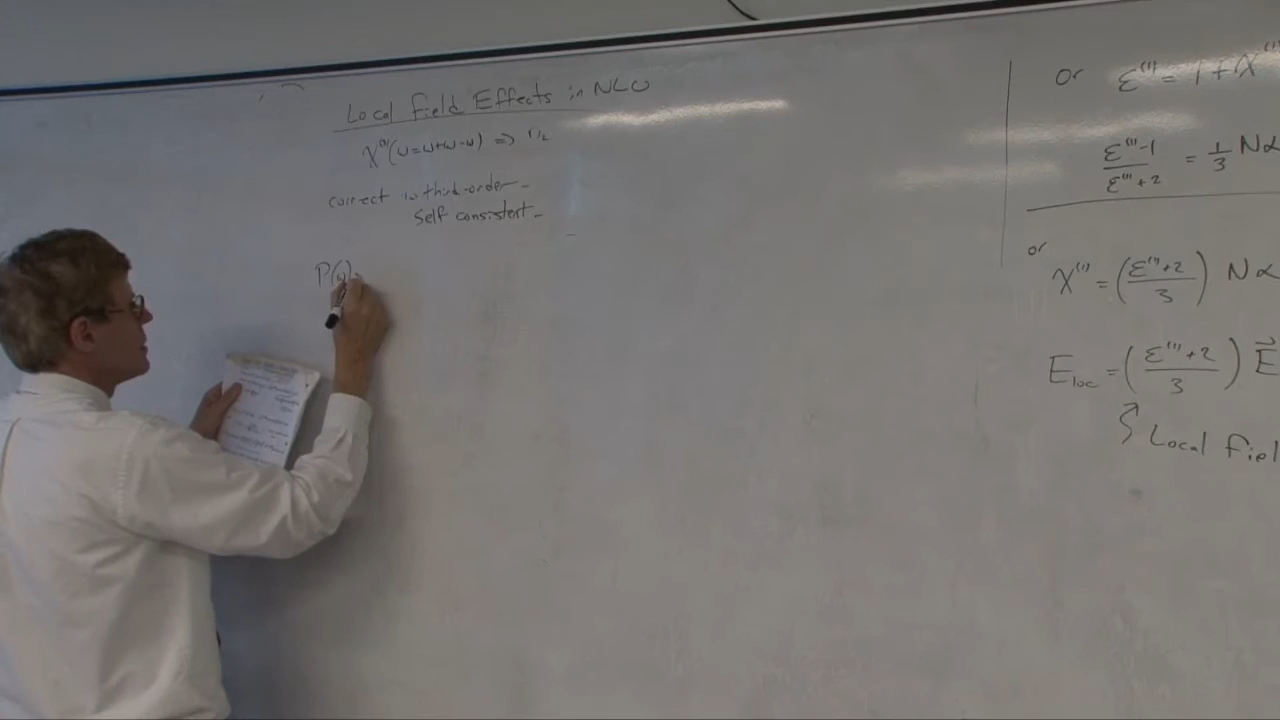 Local Field Effects in NLO
χ⁽³⁾(ω=ω+ω-ω) ⇒ n₂
correct to third-order
self consistent
P(ω)=
or ε⁽¹⁾ = 1+χ⁽¹⁾
(ε⁽¹⁾-1)/(ε⁽¹⁾+2) = 1/3 Nα
or
χ⁽¹⁾ = ((ε⁽¹⁾+2)/3) Nα
E_loc = ((ε⁽¹⁾+2)/3) E⃗
Local Fiel